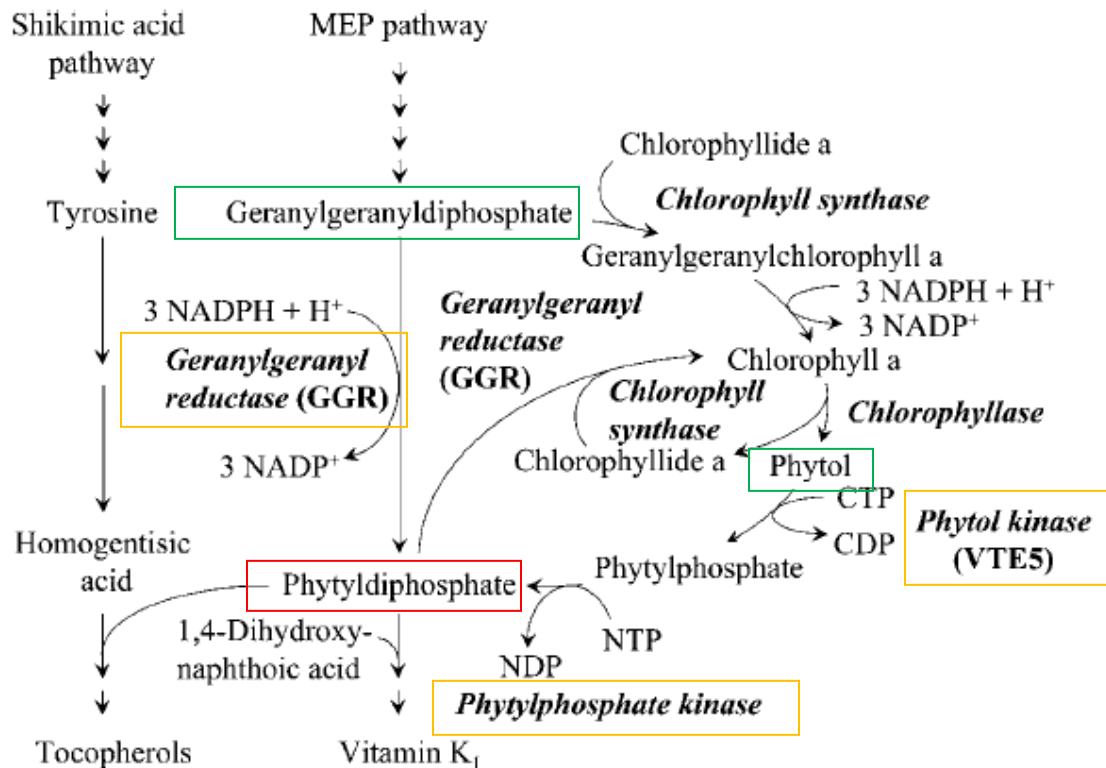 Shikimic acid
pathway
MEP pathway
Chlorophyllide a
Chlorophyll synthase
Tyrosine
Geranylgeranyldiphosphate
Geranylgeranylchlorophyll a
3 NADPH + H⁺
3 NADP⁺
3 NADPH + H⁺
Geranylgeranyl
reductase (GGR)
3 NADP⁺
Geranylgeranyl
reductase
(GGR)
Chlorophyll a
Chlorophyll
synthase
Chlorophyllase
Chlorophyllide a
Phytol
CTP
CDP
Phytol kinase
(VTE5)
Homogentisic
acid
Phytyldiphosphate
Phytylphosphate
1,4-Dihydroxy-
naphthoic acid
NTP
NDP
Phytylphosphate kinase
Tocopherols
Vitamin K₁